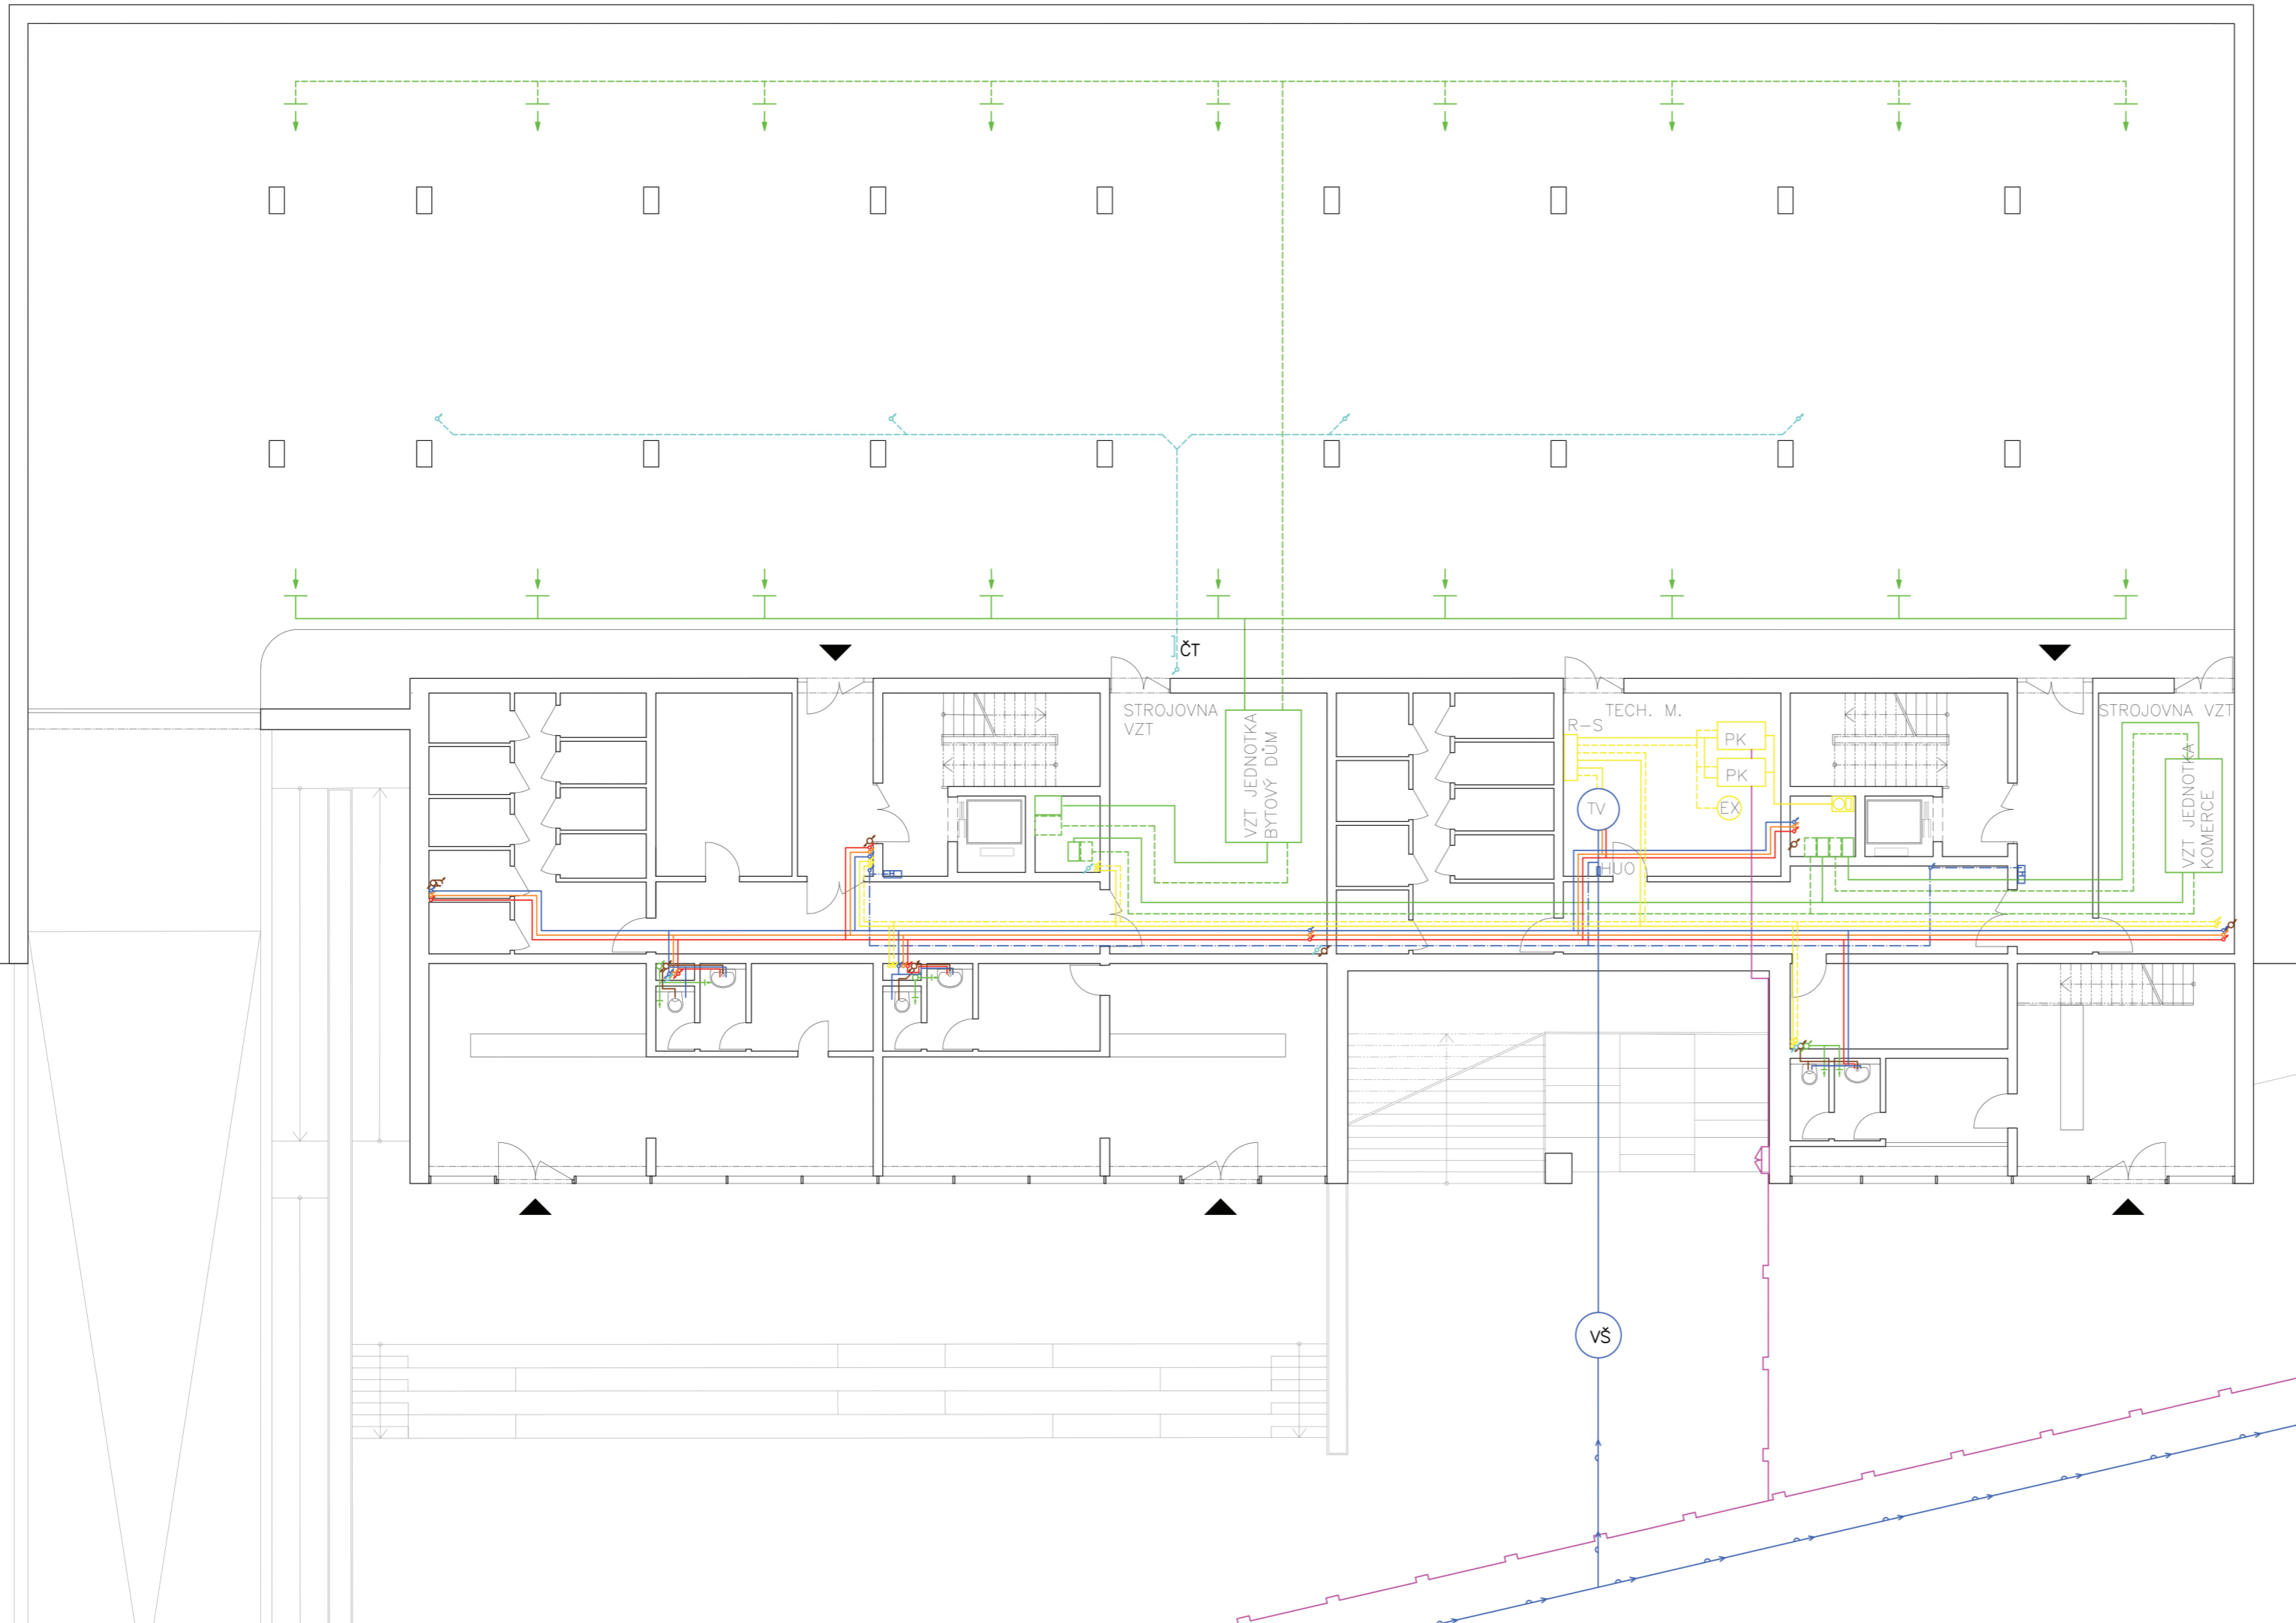 ČT
STROJOVNA
VZT
VZT JEDNOTKA
BYTOVÝ DŮM
TECH. M.
R-S
PK
PK
TV
EX
HUO
STROJOVNA VZT
VZT JEDNOTKA
KOMERCE
H
H
VŠ